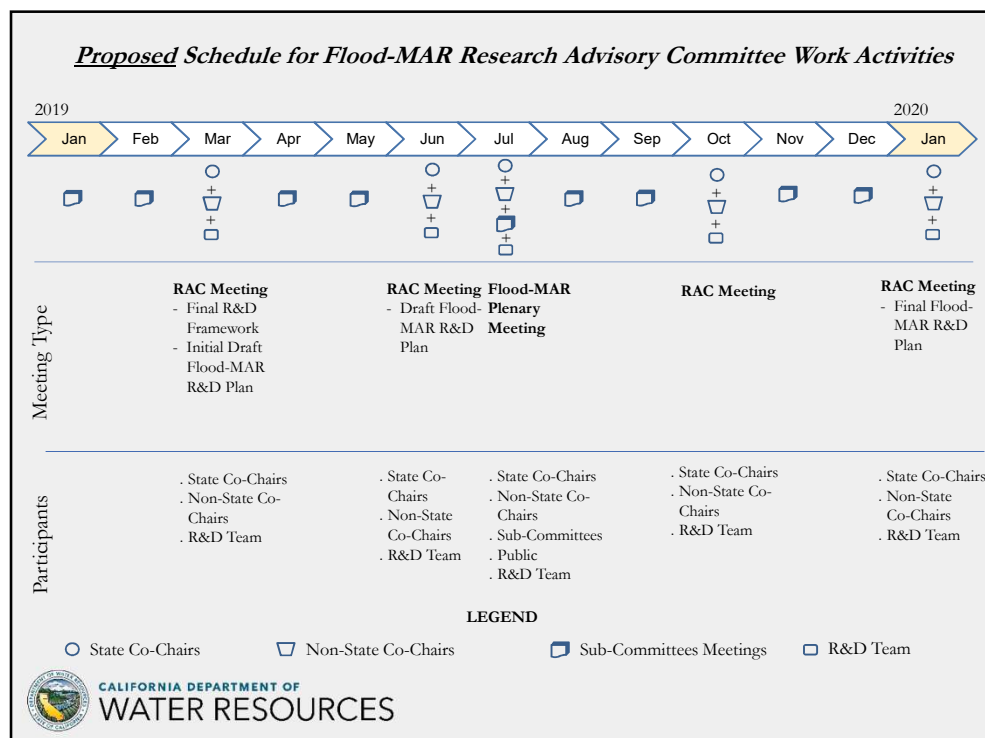 Proposed Schedule for Flood-MAR Research Advisory Committee Work Activities
2019
2020
Jan
Feb
Mar
Apr
May
Jun
Jul
Aug
Sep
Oct
Nov
Dec
Jan
+
+
+
+
+
+
+
+
+
+
+
Meeting Type
RAC Meeting
- Final R&D
Framework
- Initial Draft
Flood-MAR
R&D Plan
RAC Meeting
- Draft Flood-
MAR R&D
Plan
Flood-MAR
Plenary
Meeting
RAC Meeting
RAC Meeting
- Final Flood-
MAR R&D
Plan
Participants
. State Co-Chairs
. Non-State Co-
Chairs
. R&D Team
. State Co-
Chairs
. Non-State
Co-Chairs
. R&D Team
. State Co-Chairs
. Non-State Co-
Chairs
. Sub-Committees
. Public
. R&D Team
. State Co-Chairs
. Non-State Co-
Chairs
. R&D Team
. State Co-Chairs
. Non-State
Co-Chairs
. R&D Team
LEGEND
State Co-Chairs
Non-State Co-Chairs
Sub-Committees Meetings
R&D Team
CALIFORNIA DEPARTMENT OF
WATER RESOURCES